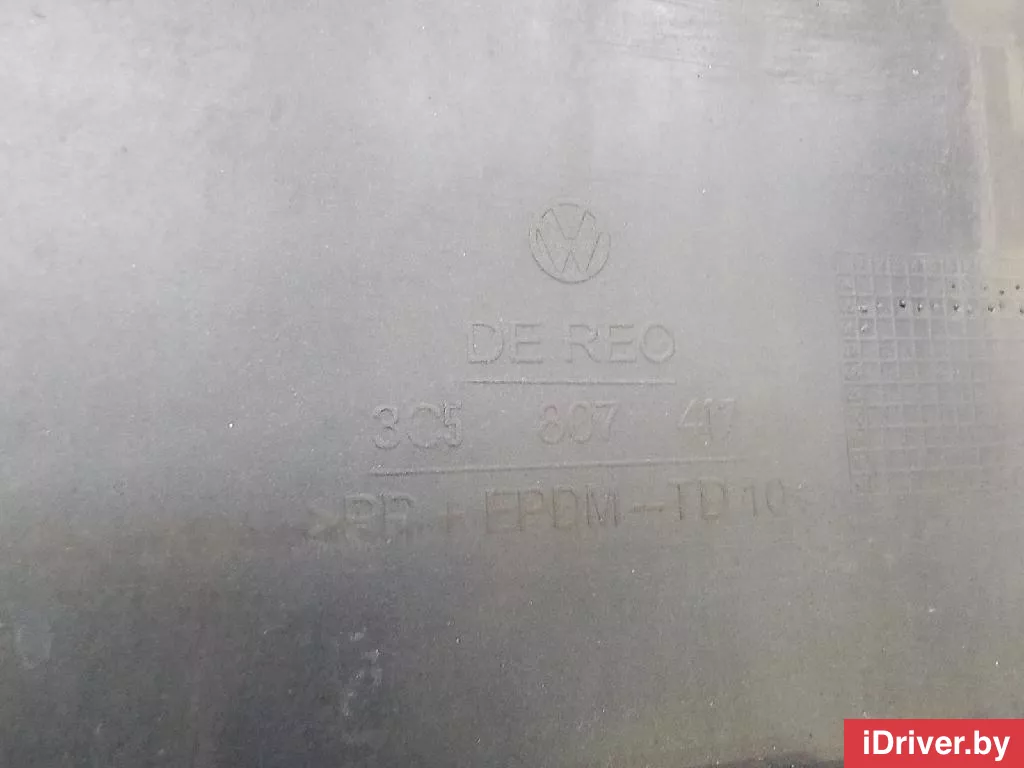 DE REO
3C5 807 417
>PP+EPDM-TD10<
iDriver.by